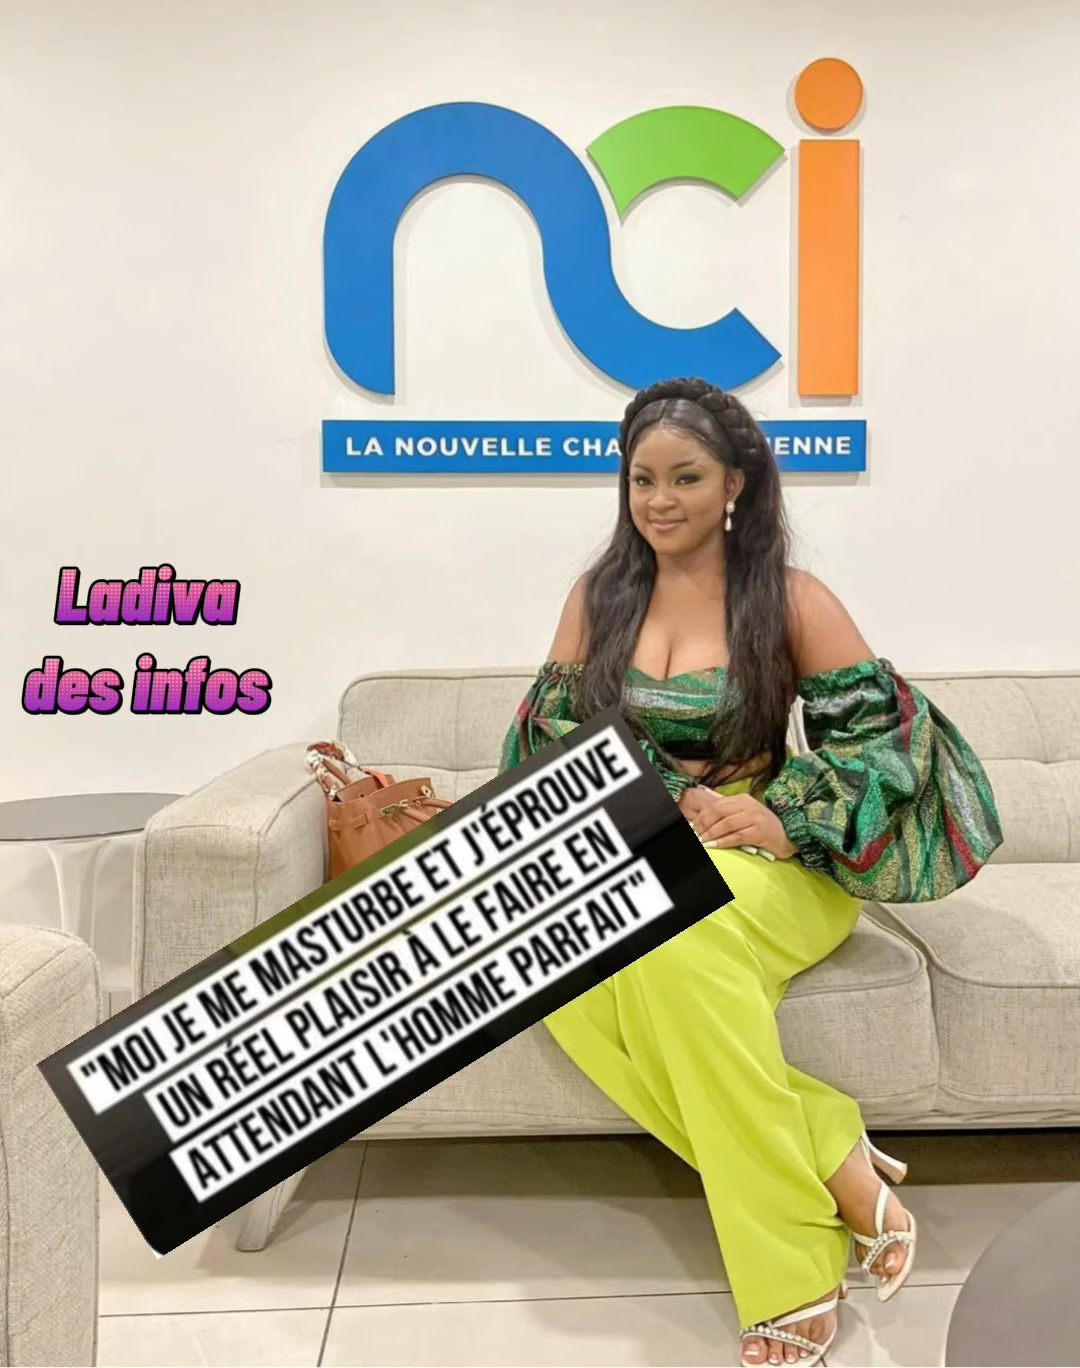 nci
LA NOUVELLE CHA IENNE
Ladiva
des infos
"MOI JE ME MASTURBE ET J'ÉPROUVE
UN RÉEL PLAISIR À LE FAIRE EN
ATTENDANT L'HOMME PARFAIT"